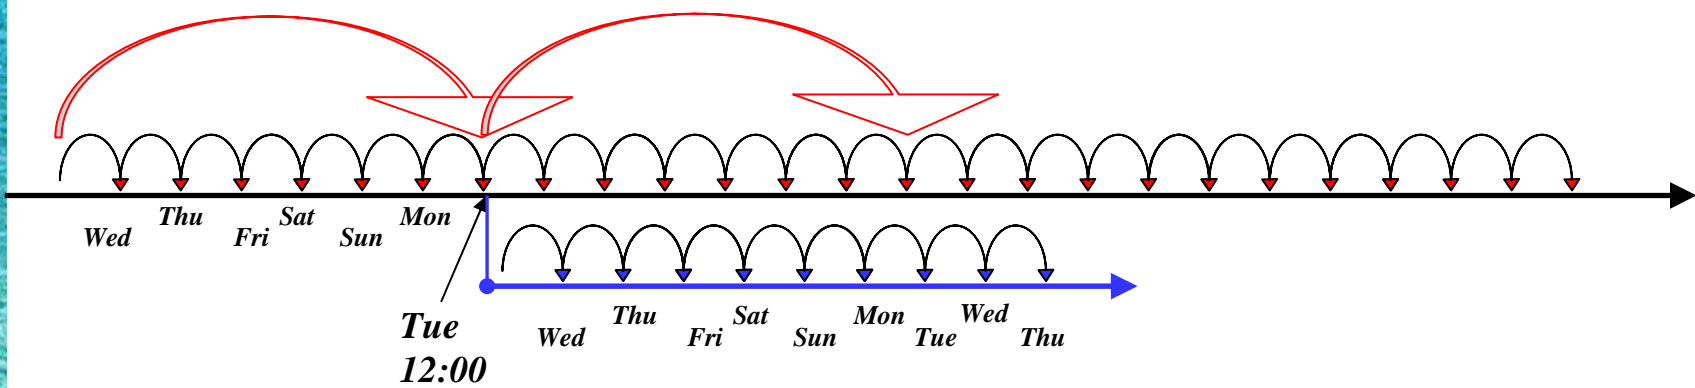 Wed
Thu
Fri
Sat
Sun
Mon
Tue
12:00
Wed
Thu
Fri
Sat
Sun
Mon
Tue
Wed
Thu